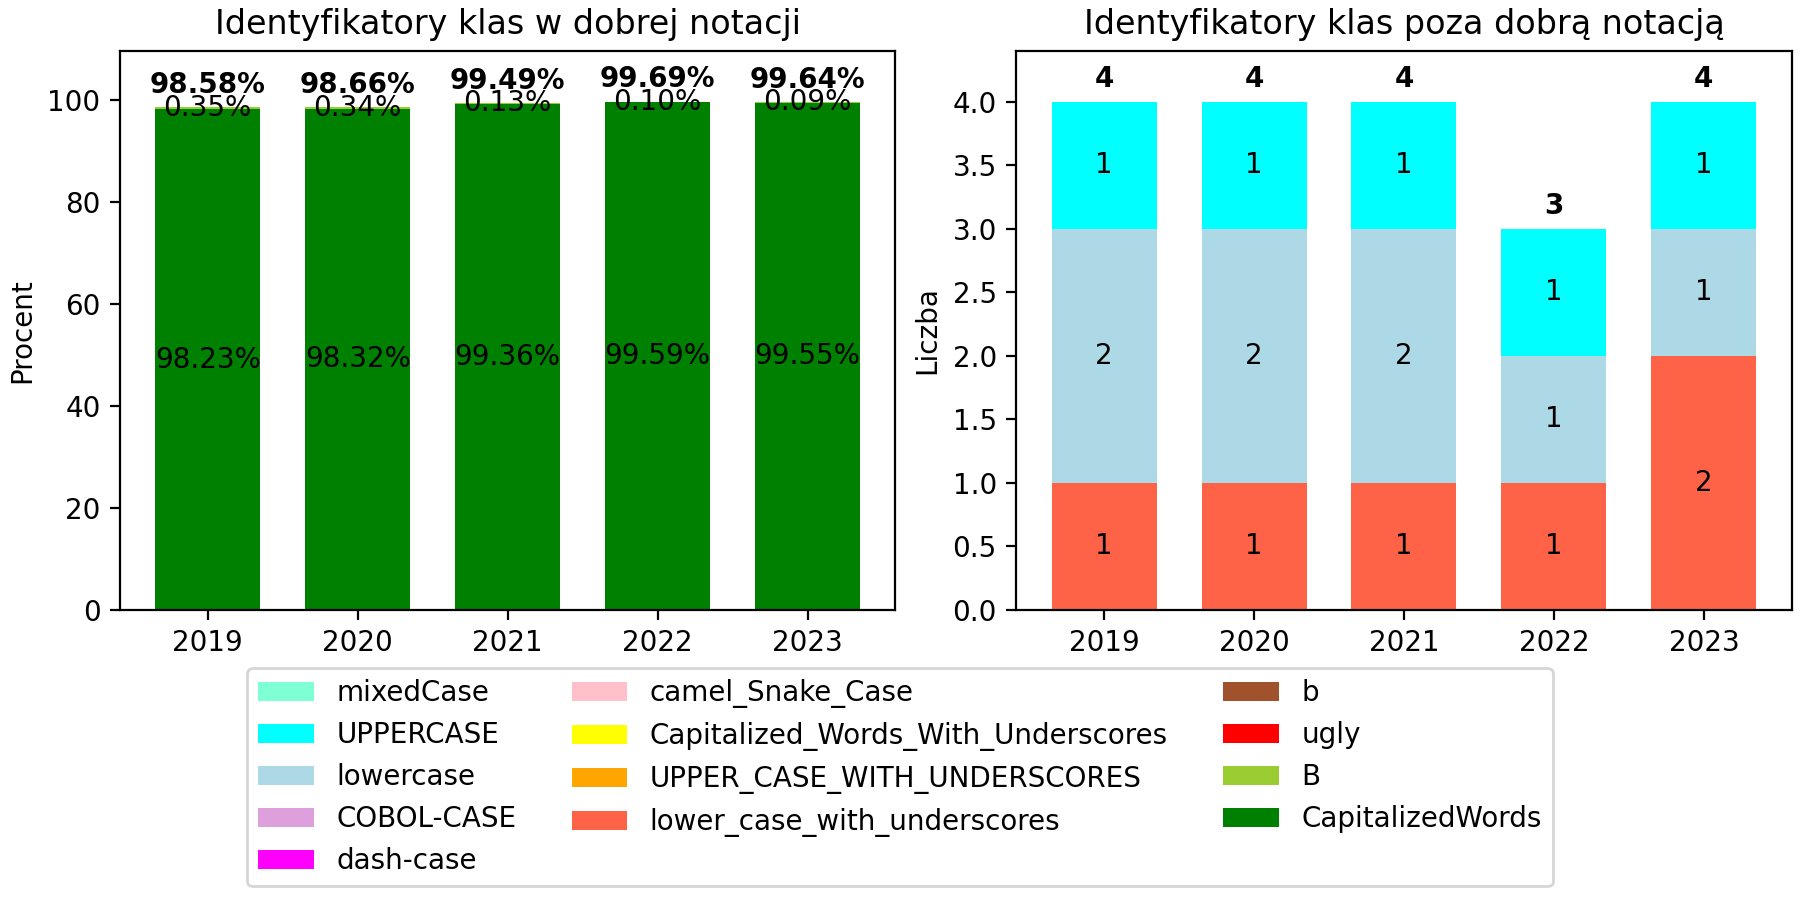 Identyfikatory klas w dobrej notacji
98.58% 98.66% 99.49% 99.69% 99.64%
0.35% 0.34% 0.13% 0.10% 0.09%
98.23% 98.32% 99.36% 99.59% 99.55%
100
80
60
40
20
0
Procent
2019 2020 2021 2022 2023
Identyfikatory klas poza dobrą notacją
4 4 4 3 4
1 1 1 1 1
2 2 2 1 1
1 1 1 1 2
4.0
3.5
3.0
2.5
2.0
1.5
1.0
0.5
0.0
Liczba
2019 2020 2021 2022 2023
mixedCase
UPPERCASE
lowercase
COBOL-CASE
dash-case
camel_Snake_Case
Capitalized_Words_With_Underscores
UPPER_CASE_WITH_UNDERSCORES
lower_case_with_underscores
b
ugly
B
CapitalizedWords